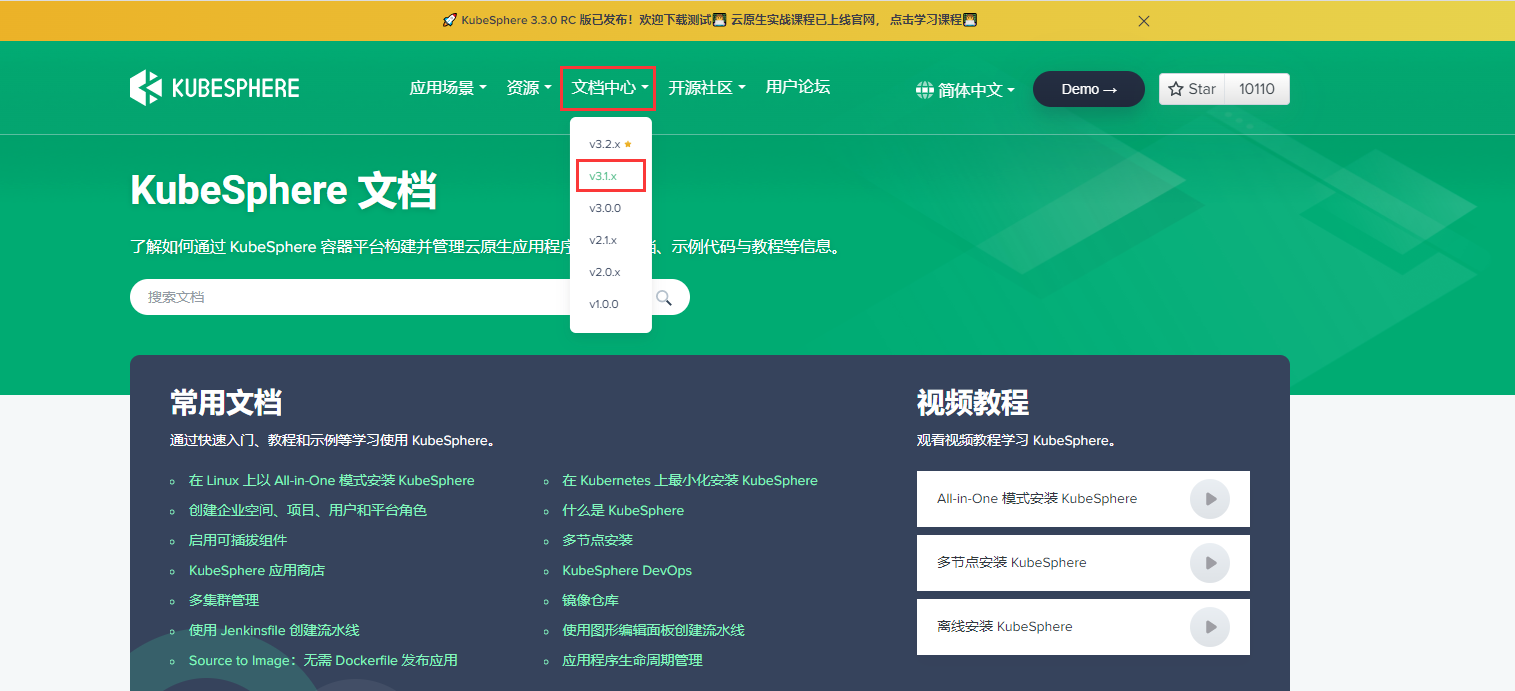 KubeSphere 3.3.0 RC 版已发布！欢迎下载测试 云原生实战课程已上线官网， 点击学习课程
KUBESPHERE
应用场景 资源 文档中心 开源社区 用户论坛 简体中文 Demo → Star 10110
v3.2.x
v3.1.x
v3.0.0
v2.1.x
v2.0.x
v1.0.0
KubeSphere 文档
了解如何通过 KubeSphere 容器平台构建并管理云原生应用程 、示例代码与教程等信息。
搜索文档
常用文档
通过快速入门、教程和示例等学习使用 KubeSphere。
在 Linux 上以 All-in-One 模式安装 KubeSphere
创建企业空间、项目、用户和平台角色
启用可插拔组件
KubeSphere 应用商店
多集群管理
使用 Jenkinsfile 创建流水线
Source to Image：无需 Dockerfile 发布应用
在 Kubernetes 上最小化安装 KubeSphere
什么是 KubeSphere
多节点安装
KubeSphere DevOps
镜像仓库
使用图形编辑面板创建流水线
应用程序生命周期管理
视频教程
观看视频教程学习 KubeSphere。
All-in-One 模式安装 KubeSphere
多节点安装 KubeSphere
离线安装 KubeSphere